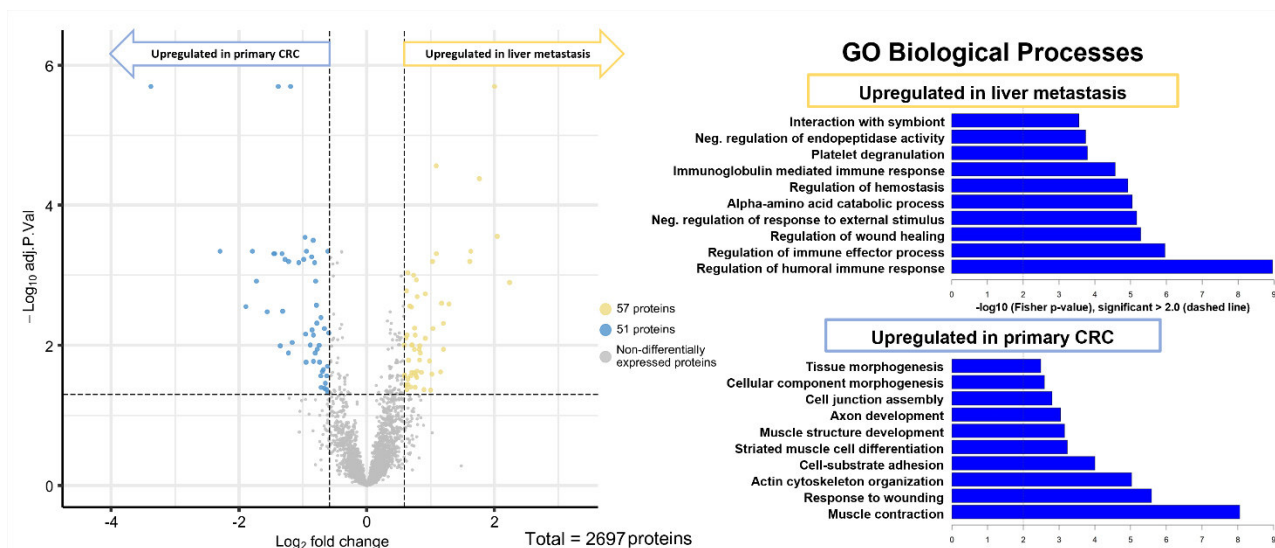 Upregulated in primary CRC
Upregulated in liver metastasis
6
4
2
0
– Log10 adj.P.Val
-4
-2
0
2
Log2 fold change
Total = 2697 proteins
57 proteins
51 proteins
Non-differentially
expressed proteins
GO Biological Processes
Upregulated in liver metastasis
Interaction with symbiont
Neg. regulation of endopeptidase activity
Platelet degranulation
Immunoglobulin mediated immune response
Regulation of hemostasis
Alpha-amino acid catabolic process
Neg. regulation of response to external stimulus
Regulation of wound healing
Regulation of immune effector process
Regulation of humoral immune response
0 1 2 3 4 5 6 7 8 9
-log10 (Fisher p-value), significant > 2.0 (dashed line)
Upregulated in primary CRC
Tissue morphogenesis
Cellular component morphogenesis
Cell junction assembly
Axon development
Muscle structure development
Striated muscle cell differentiation
Cell-substrate adhesion
Actin cytoskeleton organization
Response to wounding
Muscle contraction
0 1 2 3 4 5 6 7 8 9